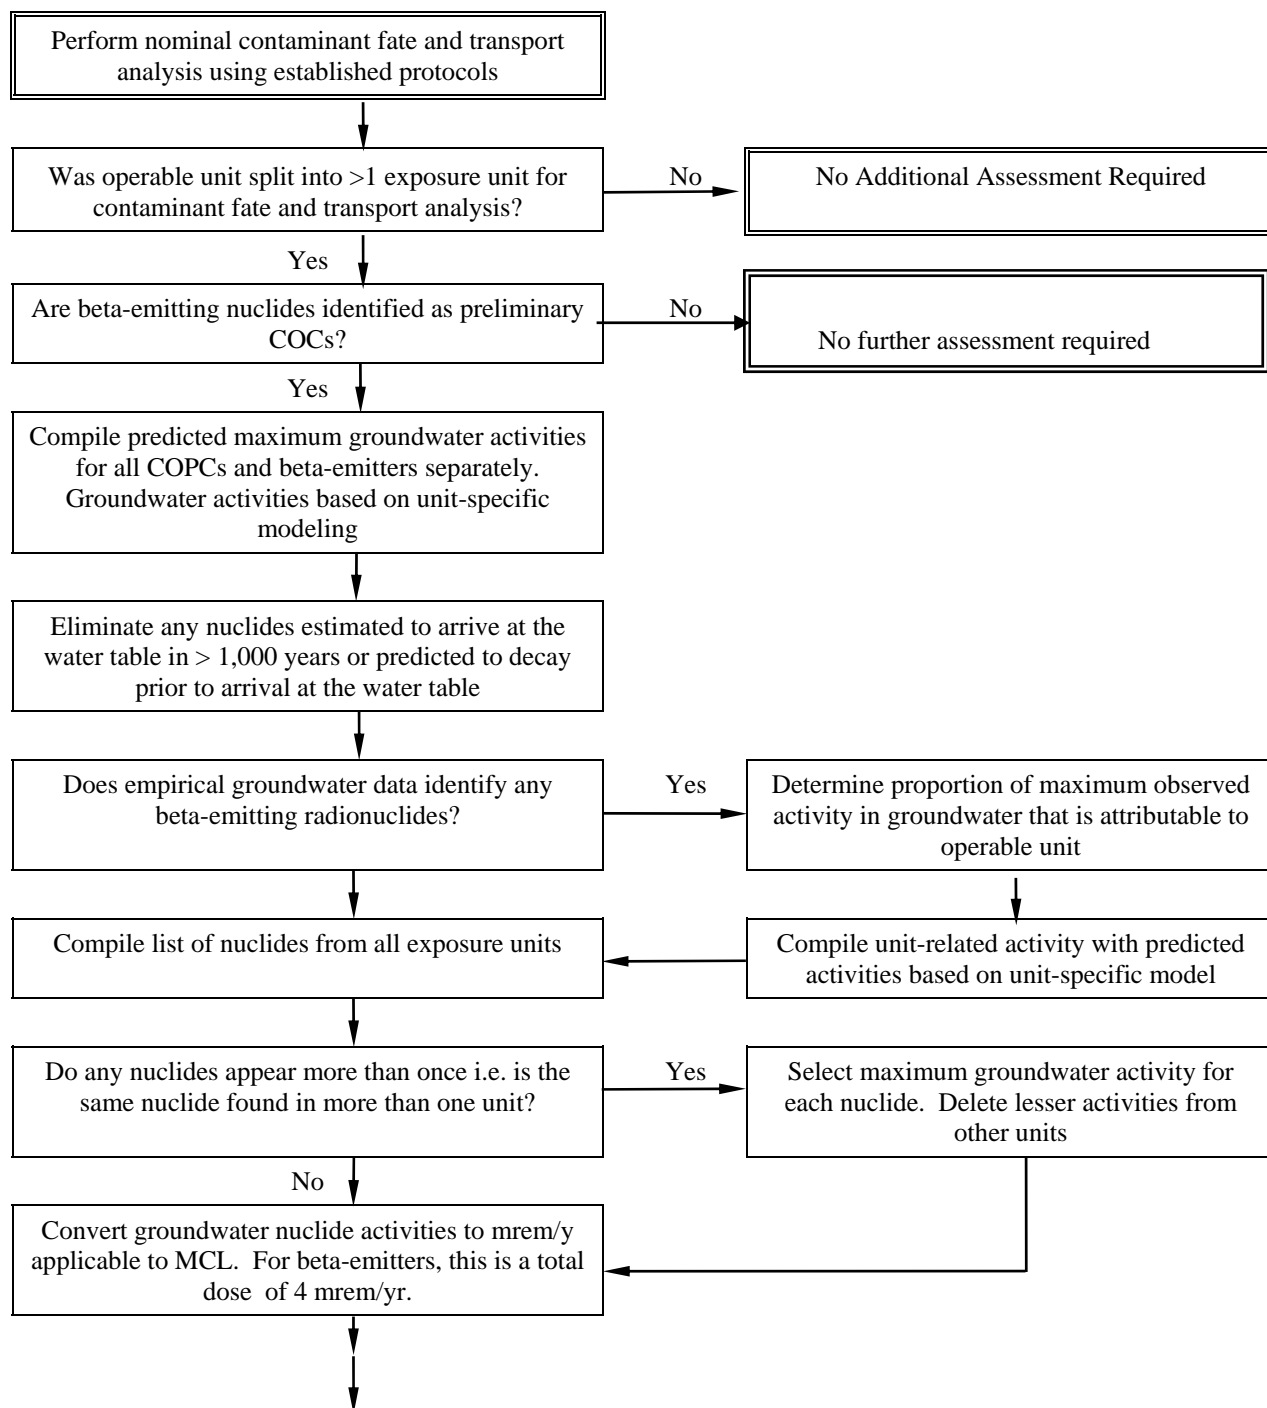 Perform nominal contaminant fate and transport
analysis using established protocols
Was operable unit split into >1 exposure unit for
contaminant fate and transport analysis?
No
No Additional Assessment Required
Yes
Are beta-emitting nuclides identified as preliminary
COCs?
No
No further assessment required
Yes
Compile predicted maximum groundwater activities
for all COPCs and beta-emitters separately.
Groundwater activities based on unit-specific
modeling
Eliminate any nuclides estimated to arrive at the
water table in > 1,000 years or predicted to decay
prior to arrival at the water table
Does empirical groundwater data identify any
beta-emitting radionuclides?
Yes
Determine proportion of maximum observed
activity in groundwater that is attributable to
operable unit
Compile list of nuclides from all exposure units
Compile unit-related activity with predicted
activities based on unit-specific model
Do any nuclides appear more than once i.e. is the
same nuclide found in more than one unit?
Yes
Select maximum groundwater activity for
each nuclide.  Delete lesser activities from
other units
No
Convert groundwater nuclide activities to mrem/y
applicable to MCL.  For beta-emitters, this is a total
dose  of 4 mrem/yr.